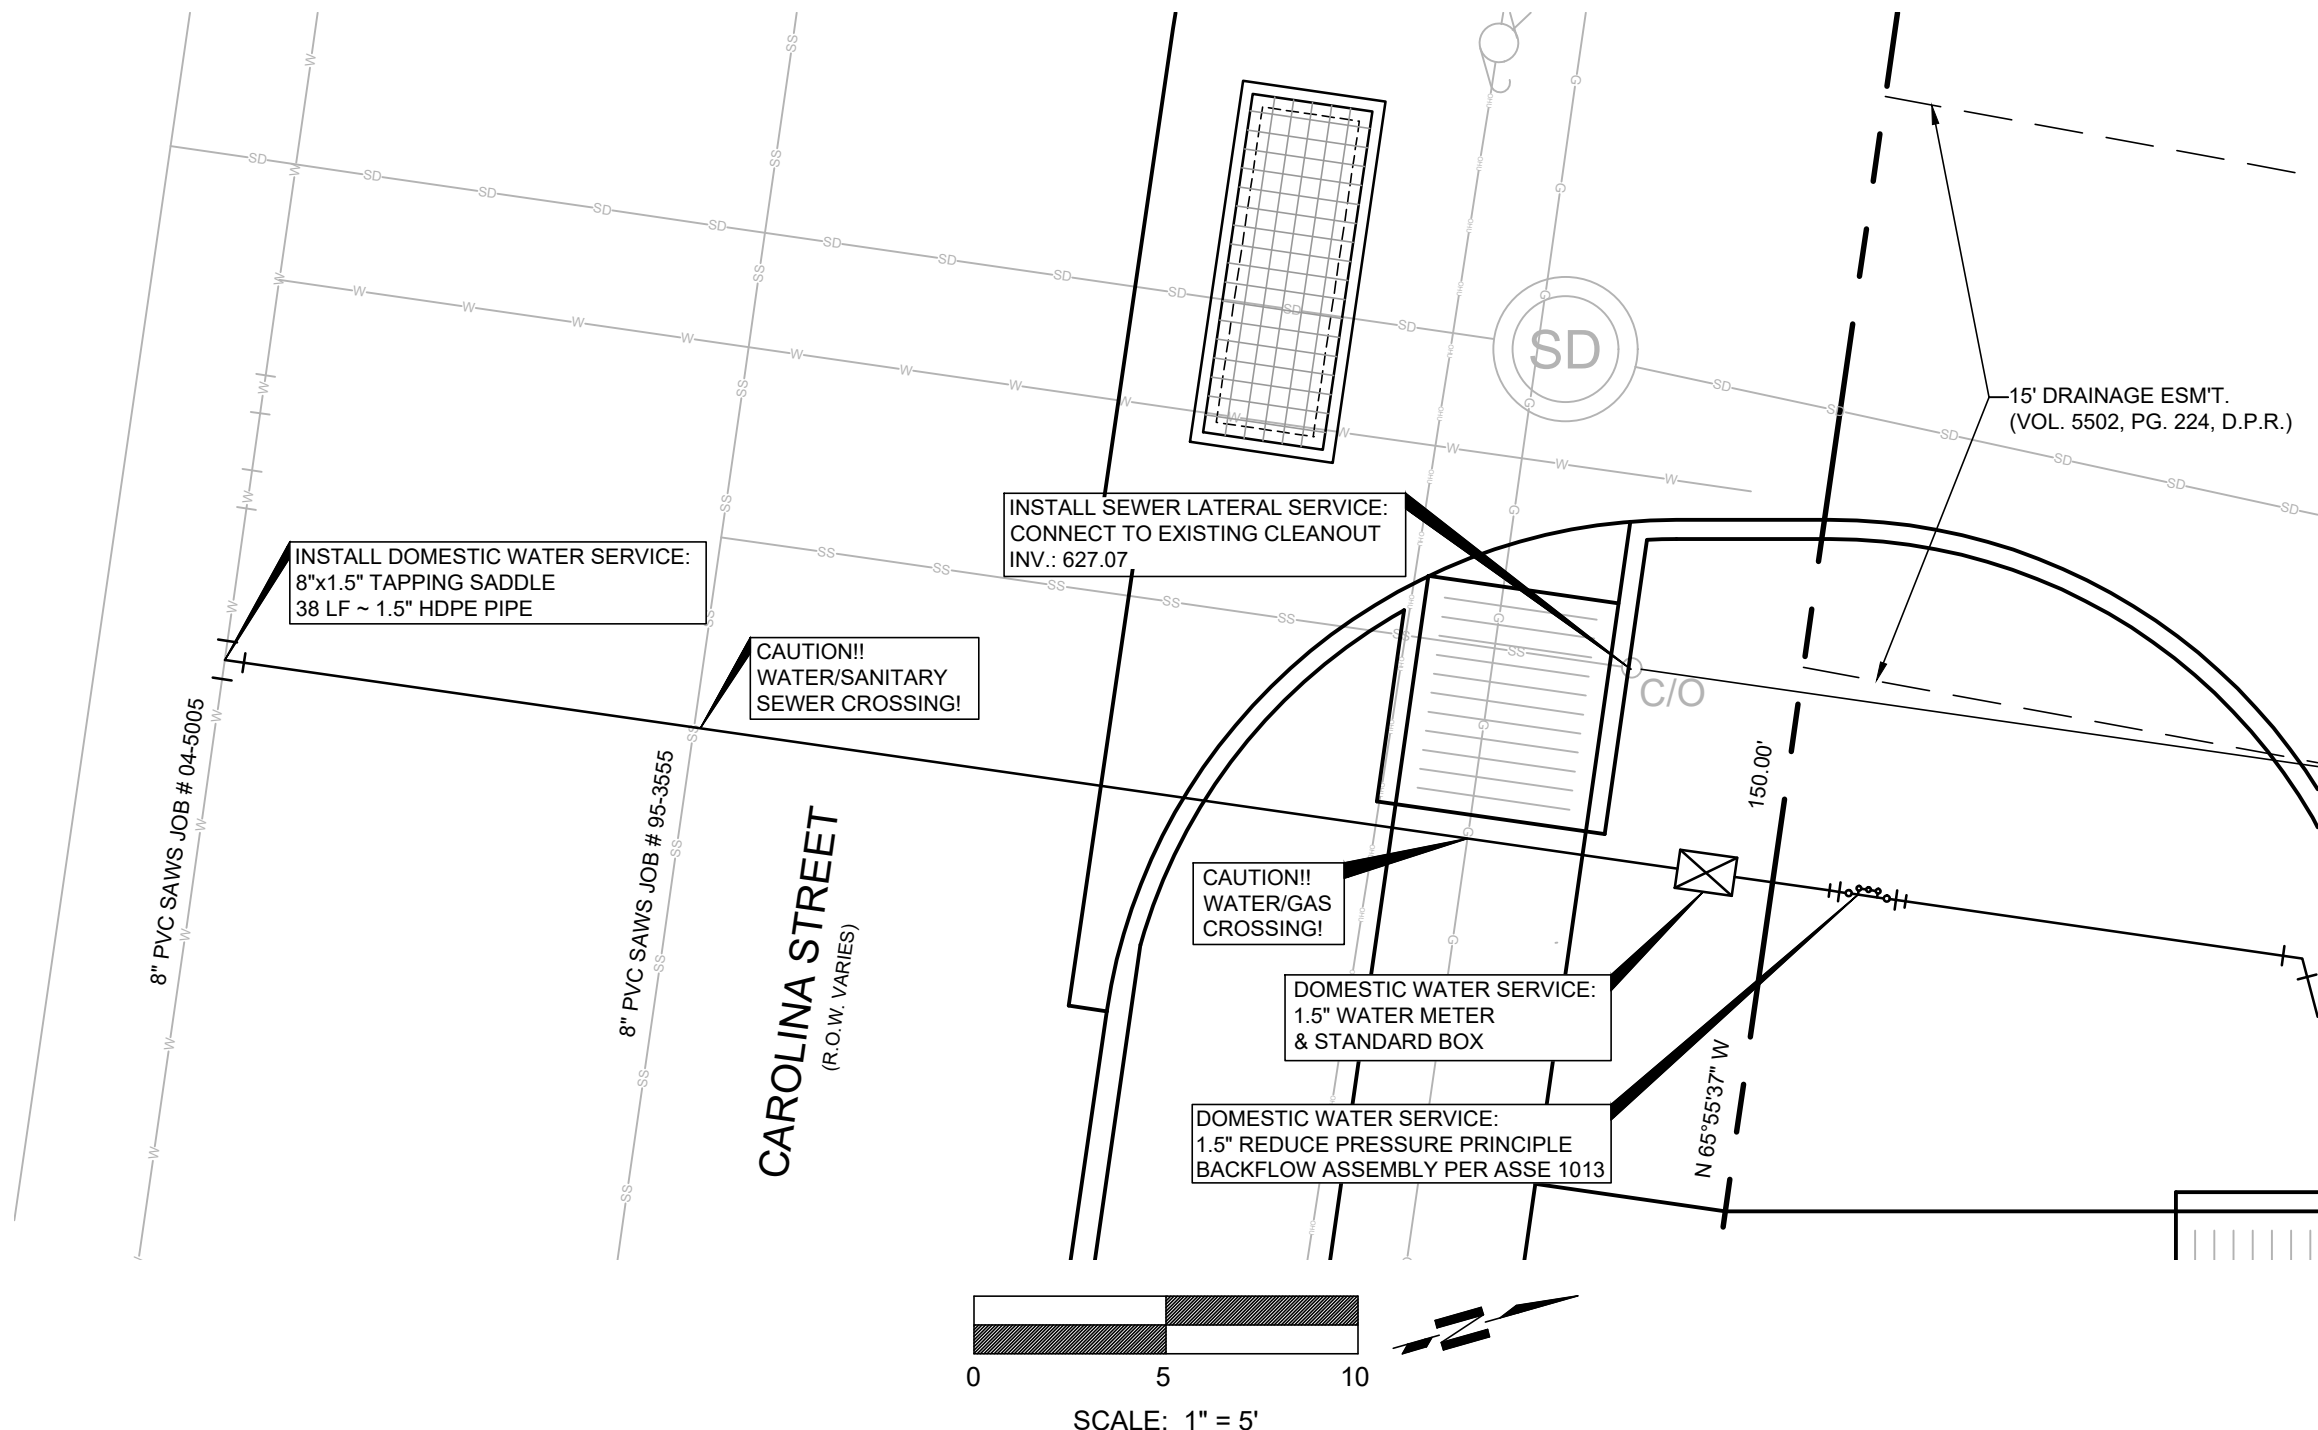 SD
15' DRAINAGE ESM'T.
(VOL. 5502, PG. 224, D.P.R.)
INSTALL SEWER LATERAL SERVICE:
CONNECT TO EXISTING CLEANOUT
INV.: 627.07
INSTALL DOMESTIC WATER SERVICE:
8"x1.5" TAPPING SADDLE
38 LF ~ 1.5" HDPE PIPE
CAUTION!!
WATER/SANITARY
SEWER CROSSING!
C/O
8" PVC SAWS JOB # 04-5005
8" PVC SAWS JOB # 95-3555
CAROLINA STREET
(R.O.W. VARIES)
150.00'
CAUTION!!
WATER/GAS
CROSSING!
DOMESTIC WATER SERVICE:
1.5" WATER METER
& STANDARD BOX
N 65°55'37" W
DOMESTIC WATER SERVICE:
1.5" REDUCE PRESSURE PRINCIPLE
BACKFLOW ASSEMBLY PER ASSE 1013
0 5 10
SCALE: 1" = 5'